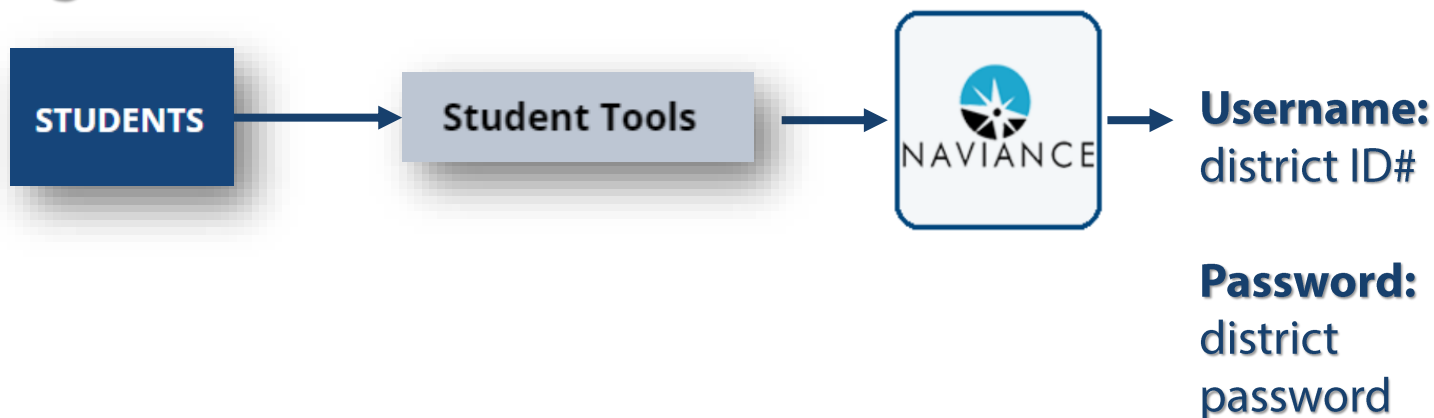 STUDENTS
Student Tools
NAVIANCE
Username:
district ID#
Password:
district
password